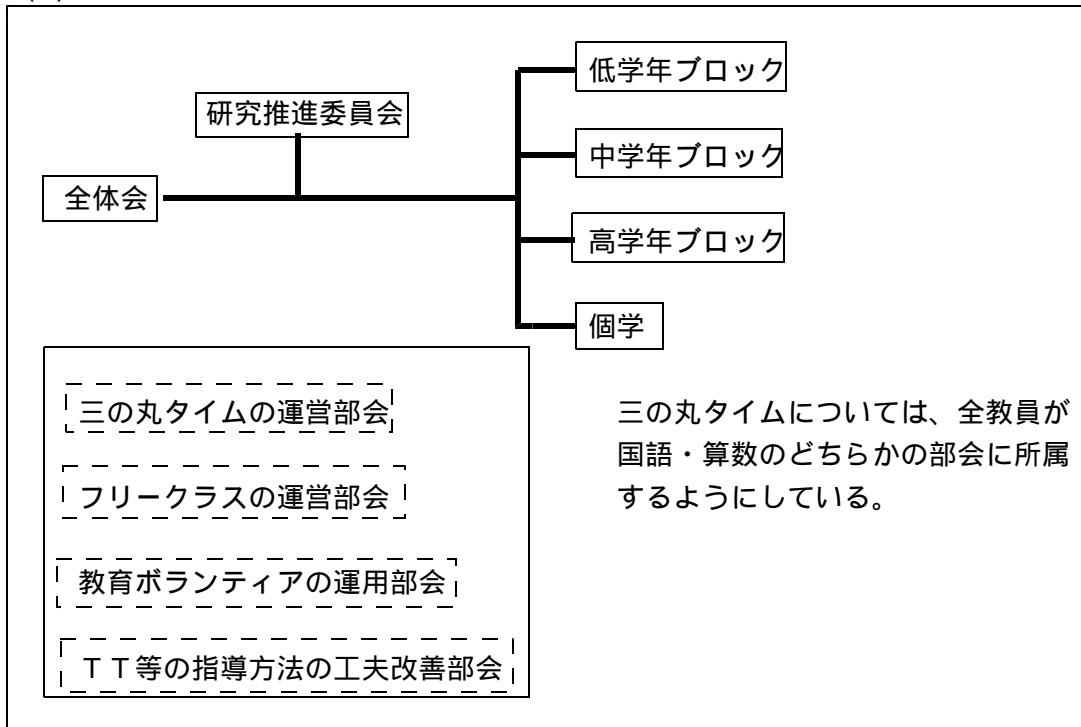 低学年ブロック
研究推進委員会
中学年ブロック
全体会
高学年ブロック
個学
三の丸タイムの運営部会
フリークラスの運営部会
教育ボランティアの運用部会
ＴＴ等の指導方法の工夫改善部会
三の丸タイムについては、全教員が
国語・算数のどちらかの部会に所属
するようにしている。